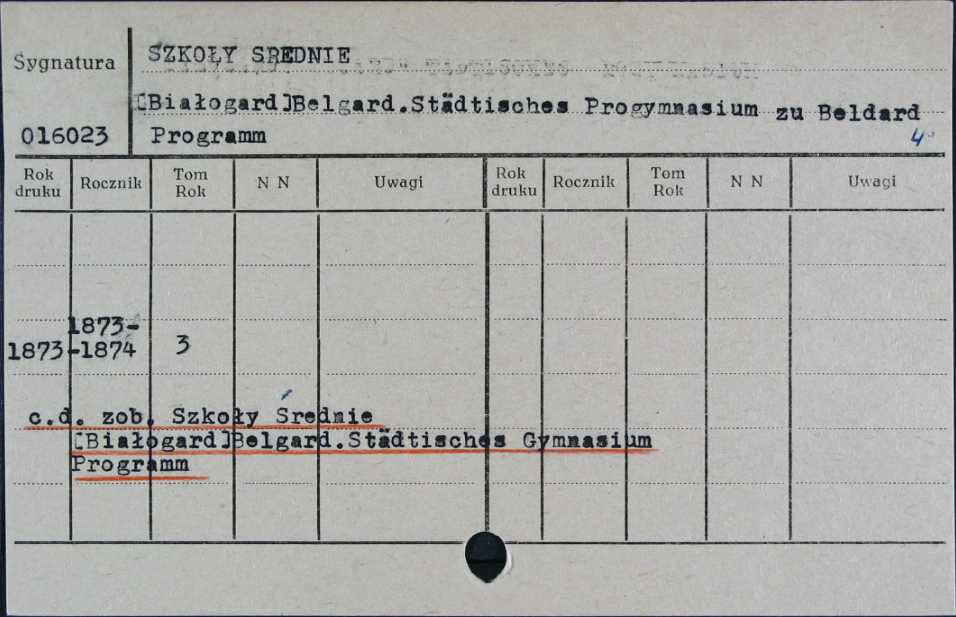 SZKOŁY SREDNIE
Sygnatura
[Białogard]Belgard.Städtisches Progymnasium zu Beldard
016023 Programm 4°
Rok druku Rocznik Tom Rok N N Uwagi Rok druku Rocznik Tom Rok N N Uwagi
1873-
1873 -1874 3
c.d. zob. Szkoły Średnie
[Białogard]Belgard.Städtisches Gymnasium
Programm